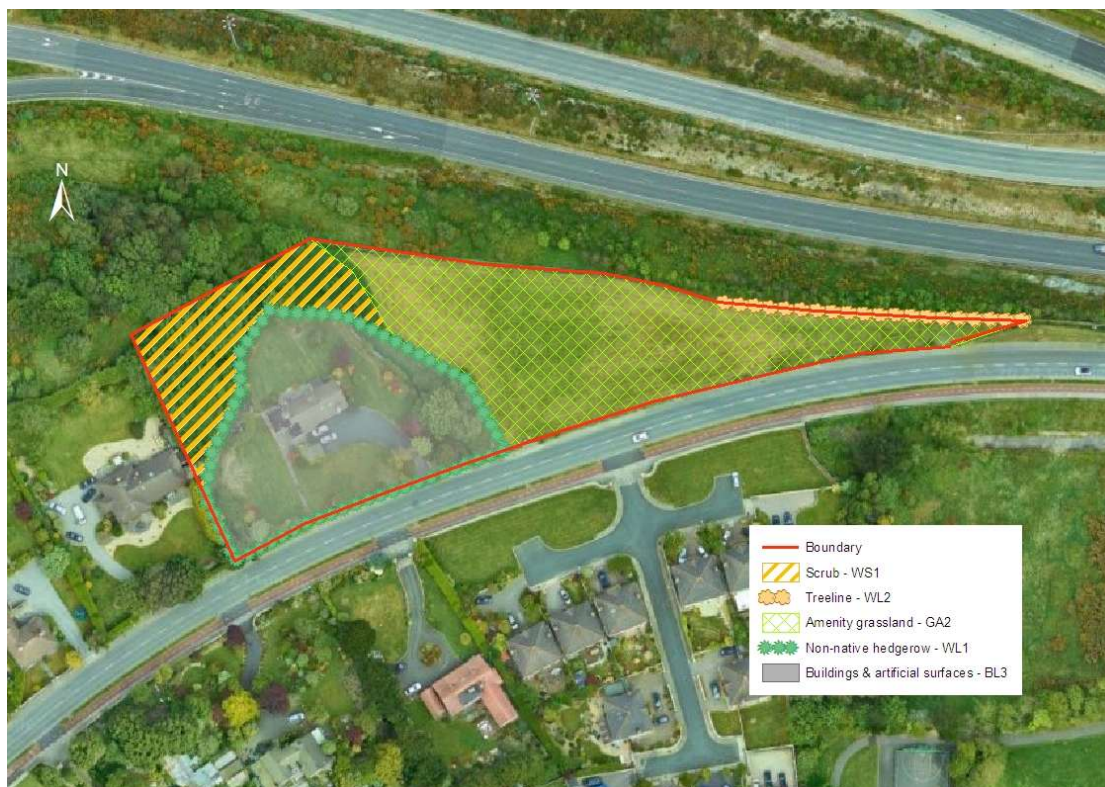 N
Boundary
Scrub - WS1
Treeline - WL2
Amenity grassland - GA2
Non-native hedgerow - WL1
Buildings & artificial surfaces - BL3